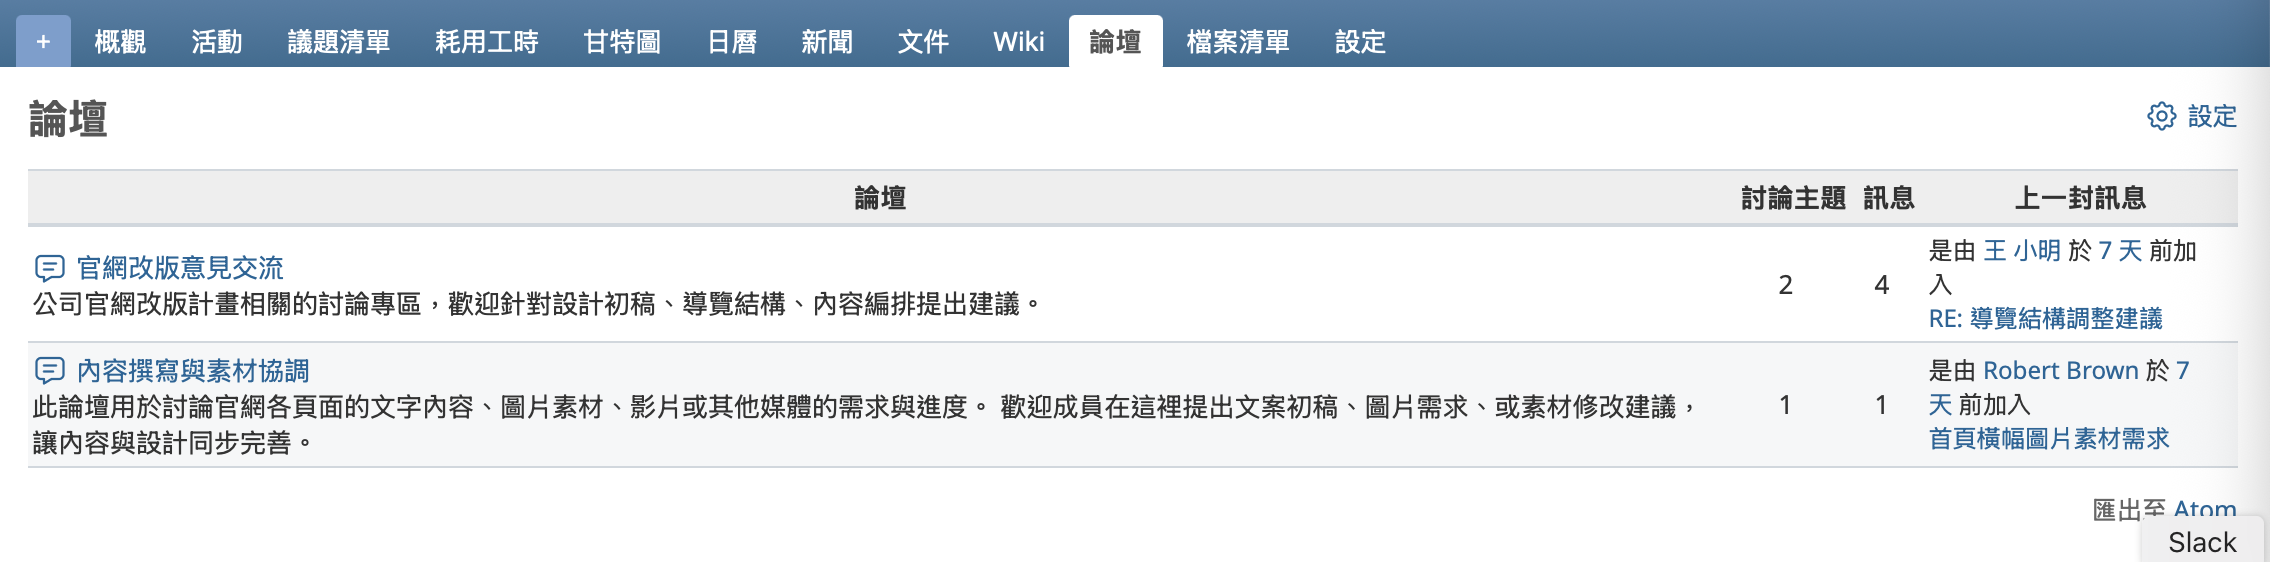 + 概觀 活動 議題清單 耗用工時 甘特圖 日曆 新聞 文件 Wiki 論壇 檔案清單 設定
論壇
設定
論壇 討論主題 訊息 上一封訊息
官網改版意見交流
公司官網改版計畫相關的討論專區，歡迎針對設計初稿、導覽結構、內容編排提出建議。
2 4
是由 王 小明 於 7 天 前加
入
RE: 導覽結構調整建議
內容撰寫與素材協調
此論壇用於討論官網各頁面的文字內容、圖片素材、影片或其他媒體的需求與進度。 歡迎成員在這裡提出文案初稿、圖片需求、或素材修改建議，
讓內容與設計同步完善。
1 1
是由 Robert Brown 於 7
天 前加入
首頁橫幅圖片素材需求
匯出至 Atom
Slack